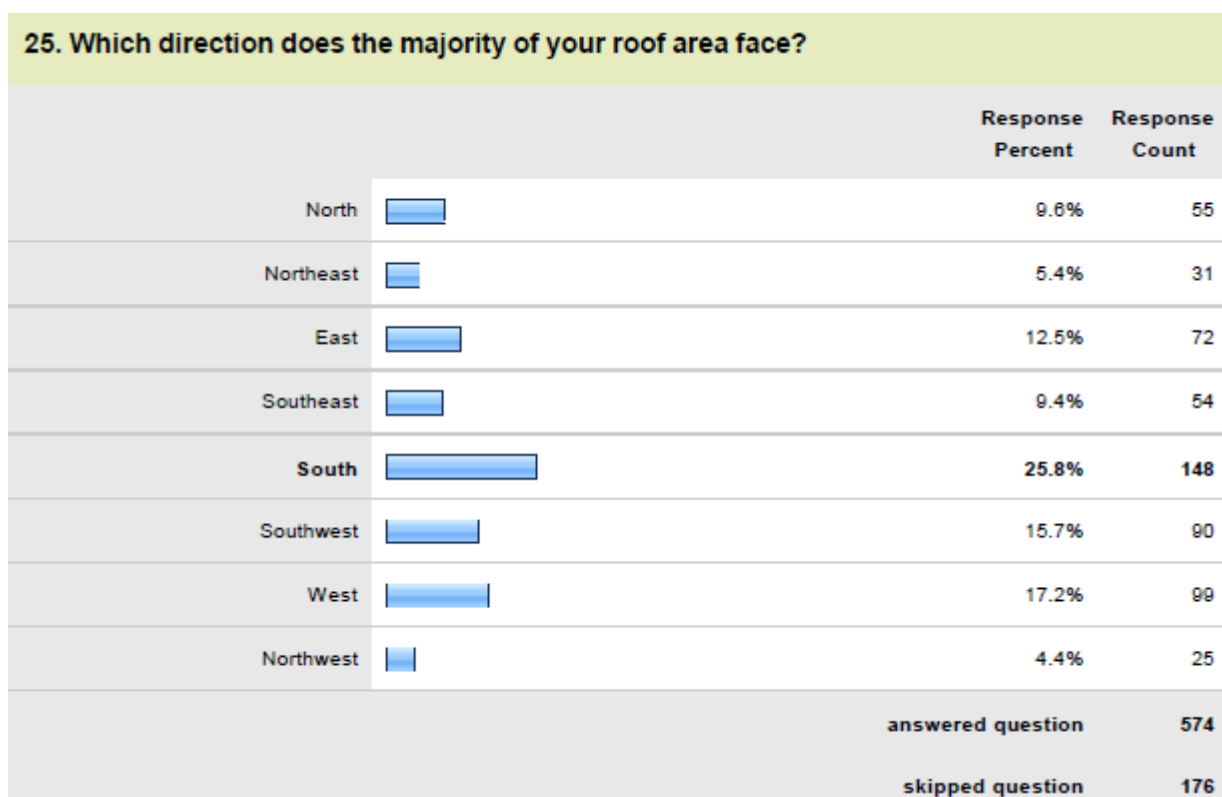 25. Which direction does the majority of your roof area face?
Response Percent Response Count
North 9.6% 55
Northeast 5.4% 31
East 12.5% 72
Southeast 9.4% 54
South 25.8% 148
Southwest 15.7% 90
West 17.2% 99
Northwest 4.4% 25
answered question 574
skipped question 176